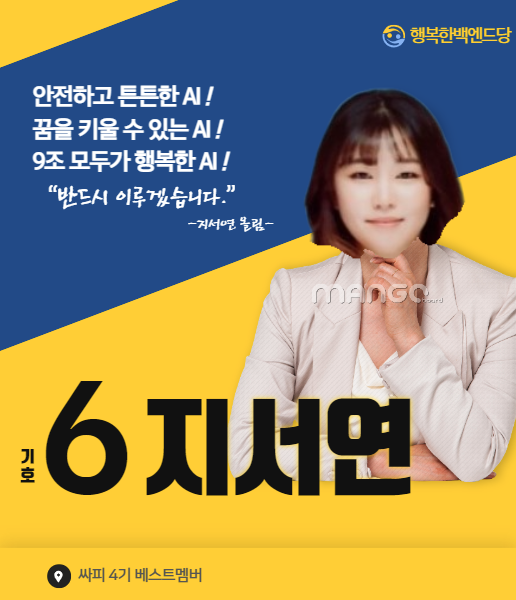 행복한백엔드당
안전하고 튼튼한 AI !
꿈을 키울 수 있는 AI !
9조 모두가 행복한 AI !
“반드시 이루겠습니다.”
-지서연 올림-
MANGO board
기호 6 지서연
싸피 4기 베스트멤버